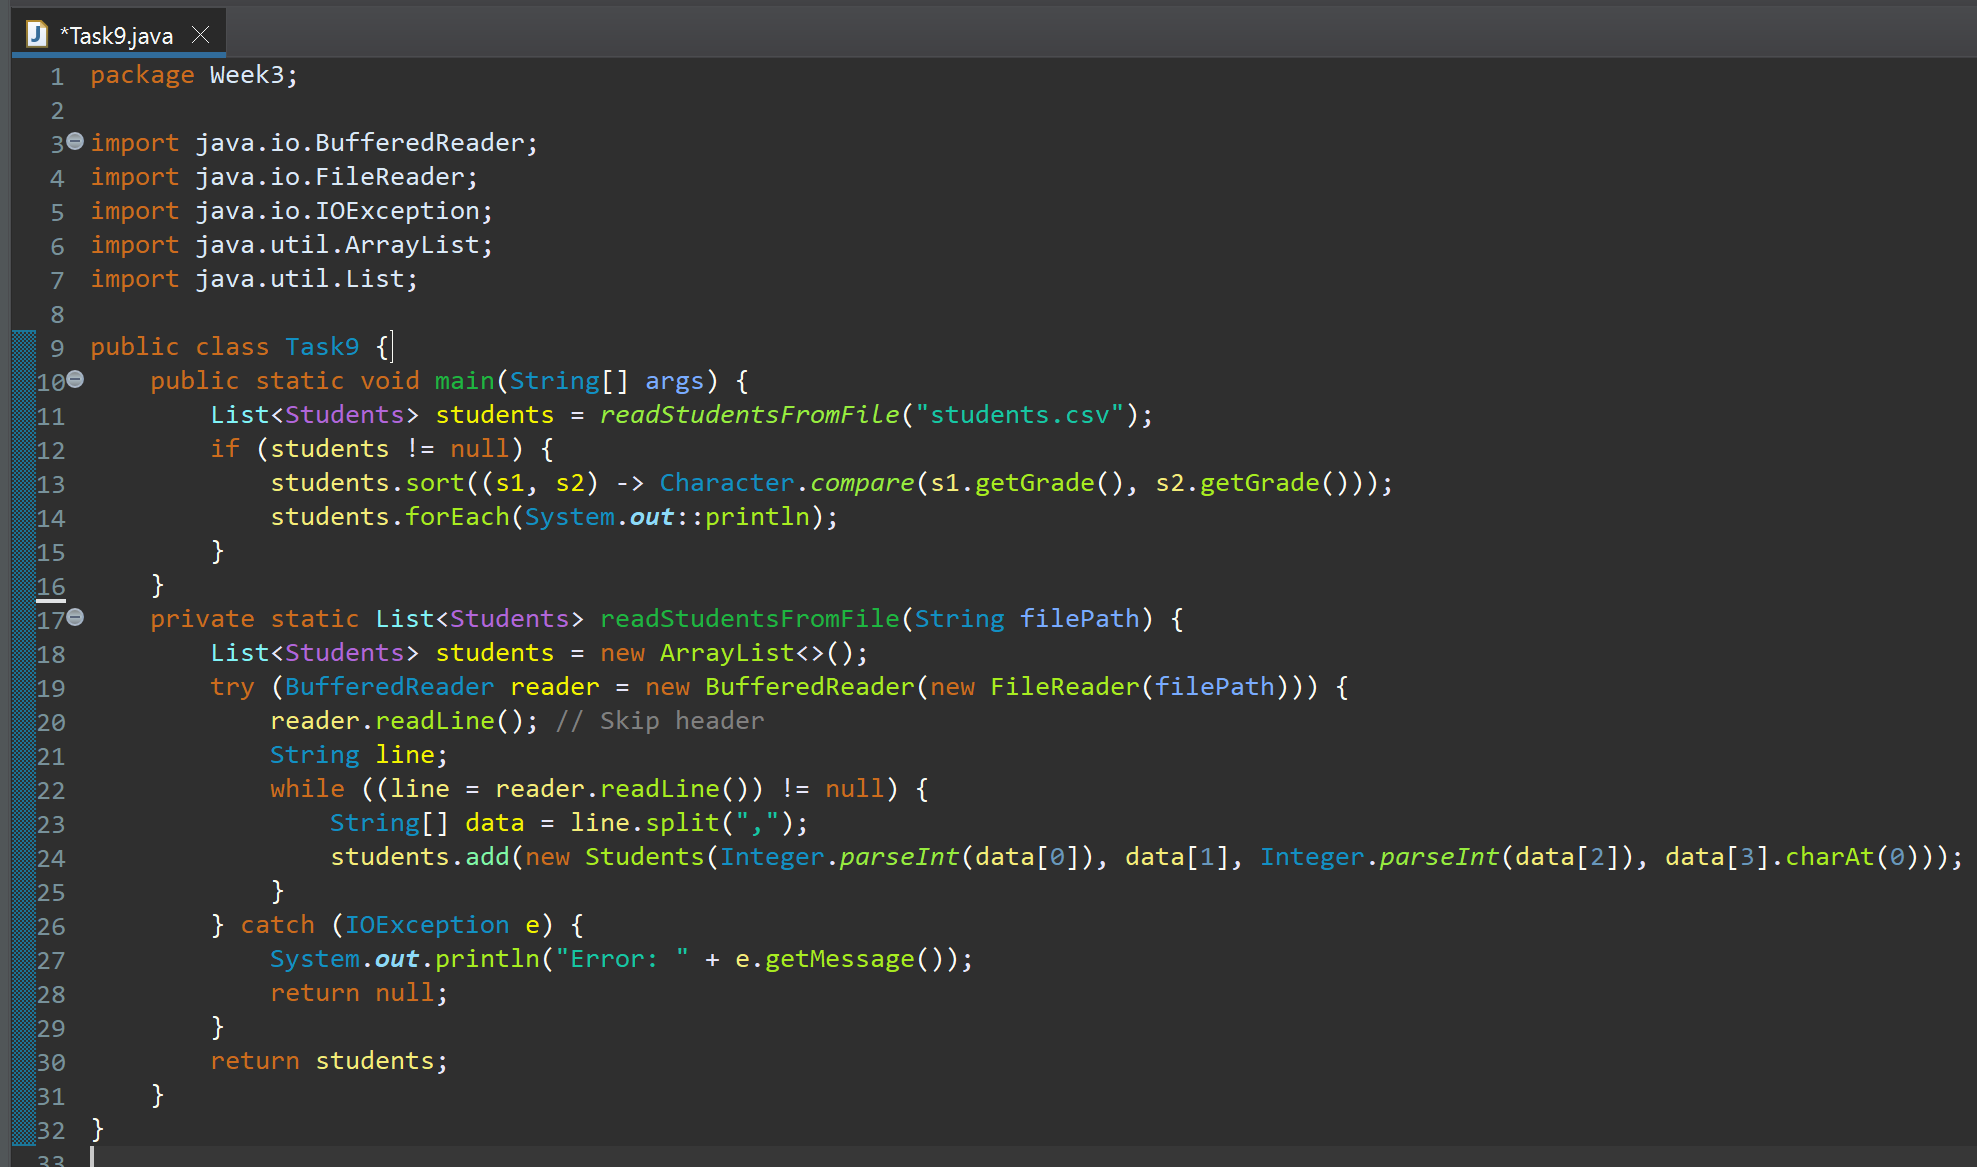 *Task9.java
1 package Week3;
2
3 import java.io.BufferedReader;
4 import java.io.FileReader;
5 import java.io.IOException;
6 import java.util.ArrayList;
7 import java.util.List;
8
9 public class Task9 {
10     public static void main(String[] args) {
11         List<Students> students = readStudentsFromFile("students.csv");
12         if (students != null) {
13             students.sort((s1, s2) -> Character.compare(s1.getGrade(), s2.getGrade()));
14             students.forEach(System.out::println);
15         }
16     }
17     private static List<Students> readStudentsFromFile(String filePath) {
18         List<Students> students = new ArrayList<>();
19         try (BufferedReader reader = new BufferedReader(new FileReader(filePath))) {
20             reader.readLine(); // Skip header
21             String line;
22             while ((line = reader.readLine()) != null) {
23                 String[] data = line.split(",");
24                 students.add(new Students(Integer.parseInt(data[0]), data[1], Integer.parseInt(data[2]), data[3].charAt(0)));
25             }
26         } catch (IOException e) {
27             System.out.println("Error: " + e.getMessage());
28             return null;
29         }
30         return students;
31     }
32 }
33